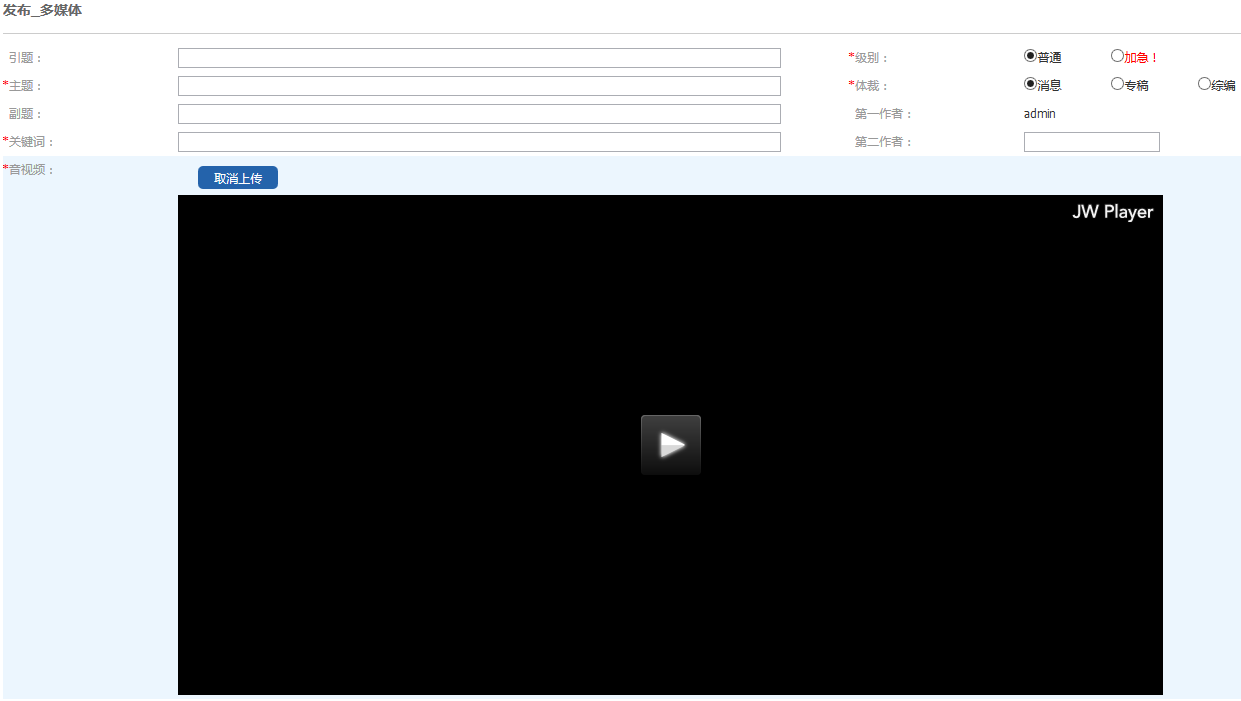 发布_多媒体
引题：
*级别： 普通 加急！
*主题：
*体裁： 消息 专稿 综编
副题：
第一作者： admin
*关键词：
第二作者：
*音视频：
取消上传
JW Player